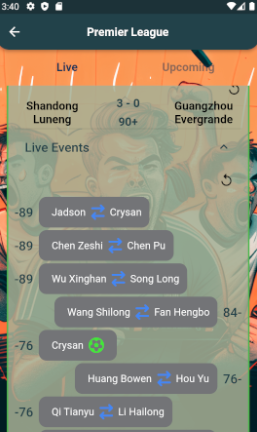 3:40
Premier League
Live Upcoming
Shandong Luneng 3 - 0 Guangzhou Evergrande
90+
Live Events
-89 Jadson Crysan
-89 Chen Zeshi Chen Pu
-89 Wu Xinghan Song Long
Wang Shilong Fan Hengbo 84-
-76 Crysan
Huang Bowen Hou Yu 76-
-76 Qi Tianyu Li Hailong